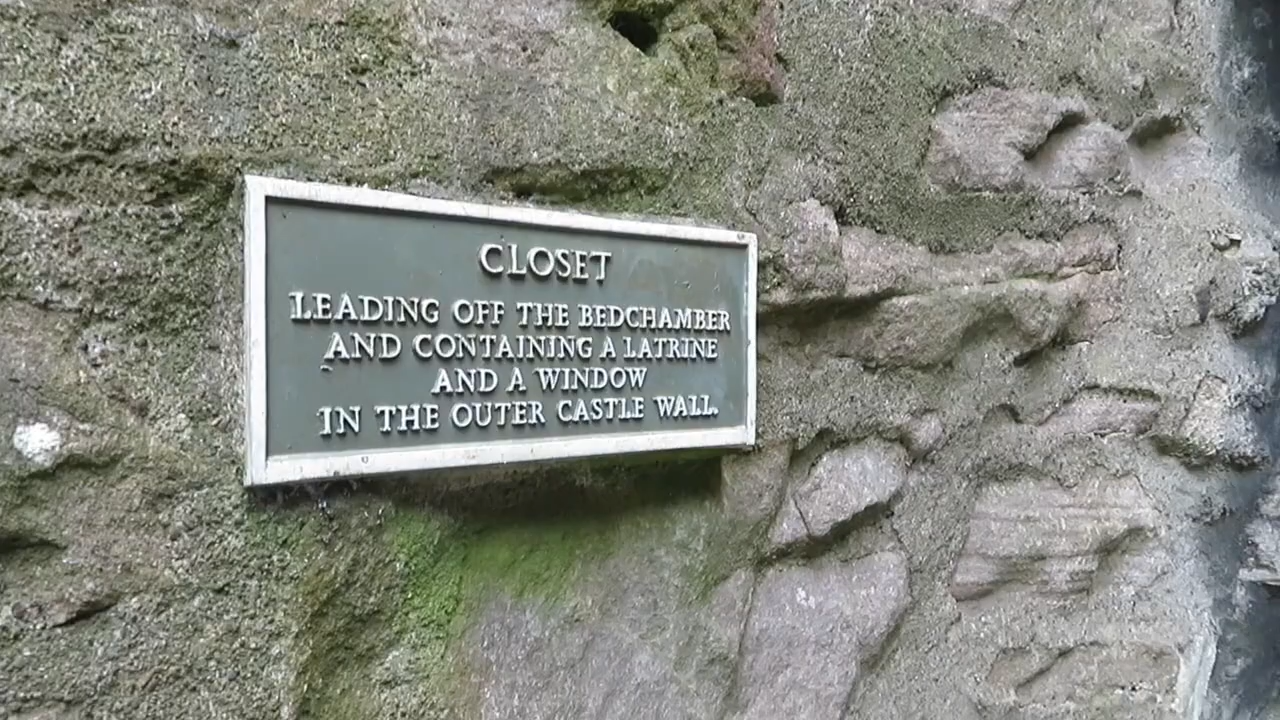 CLOSET
LEADING OFF THE BEDCHAMBER
AND CONTAINING A LATRINE
AND A WINDOW
IN THE OUTER CASTLE WALL.